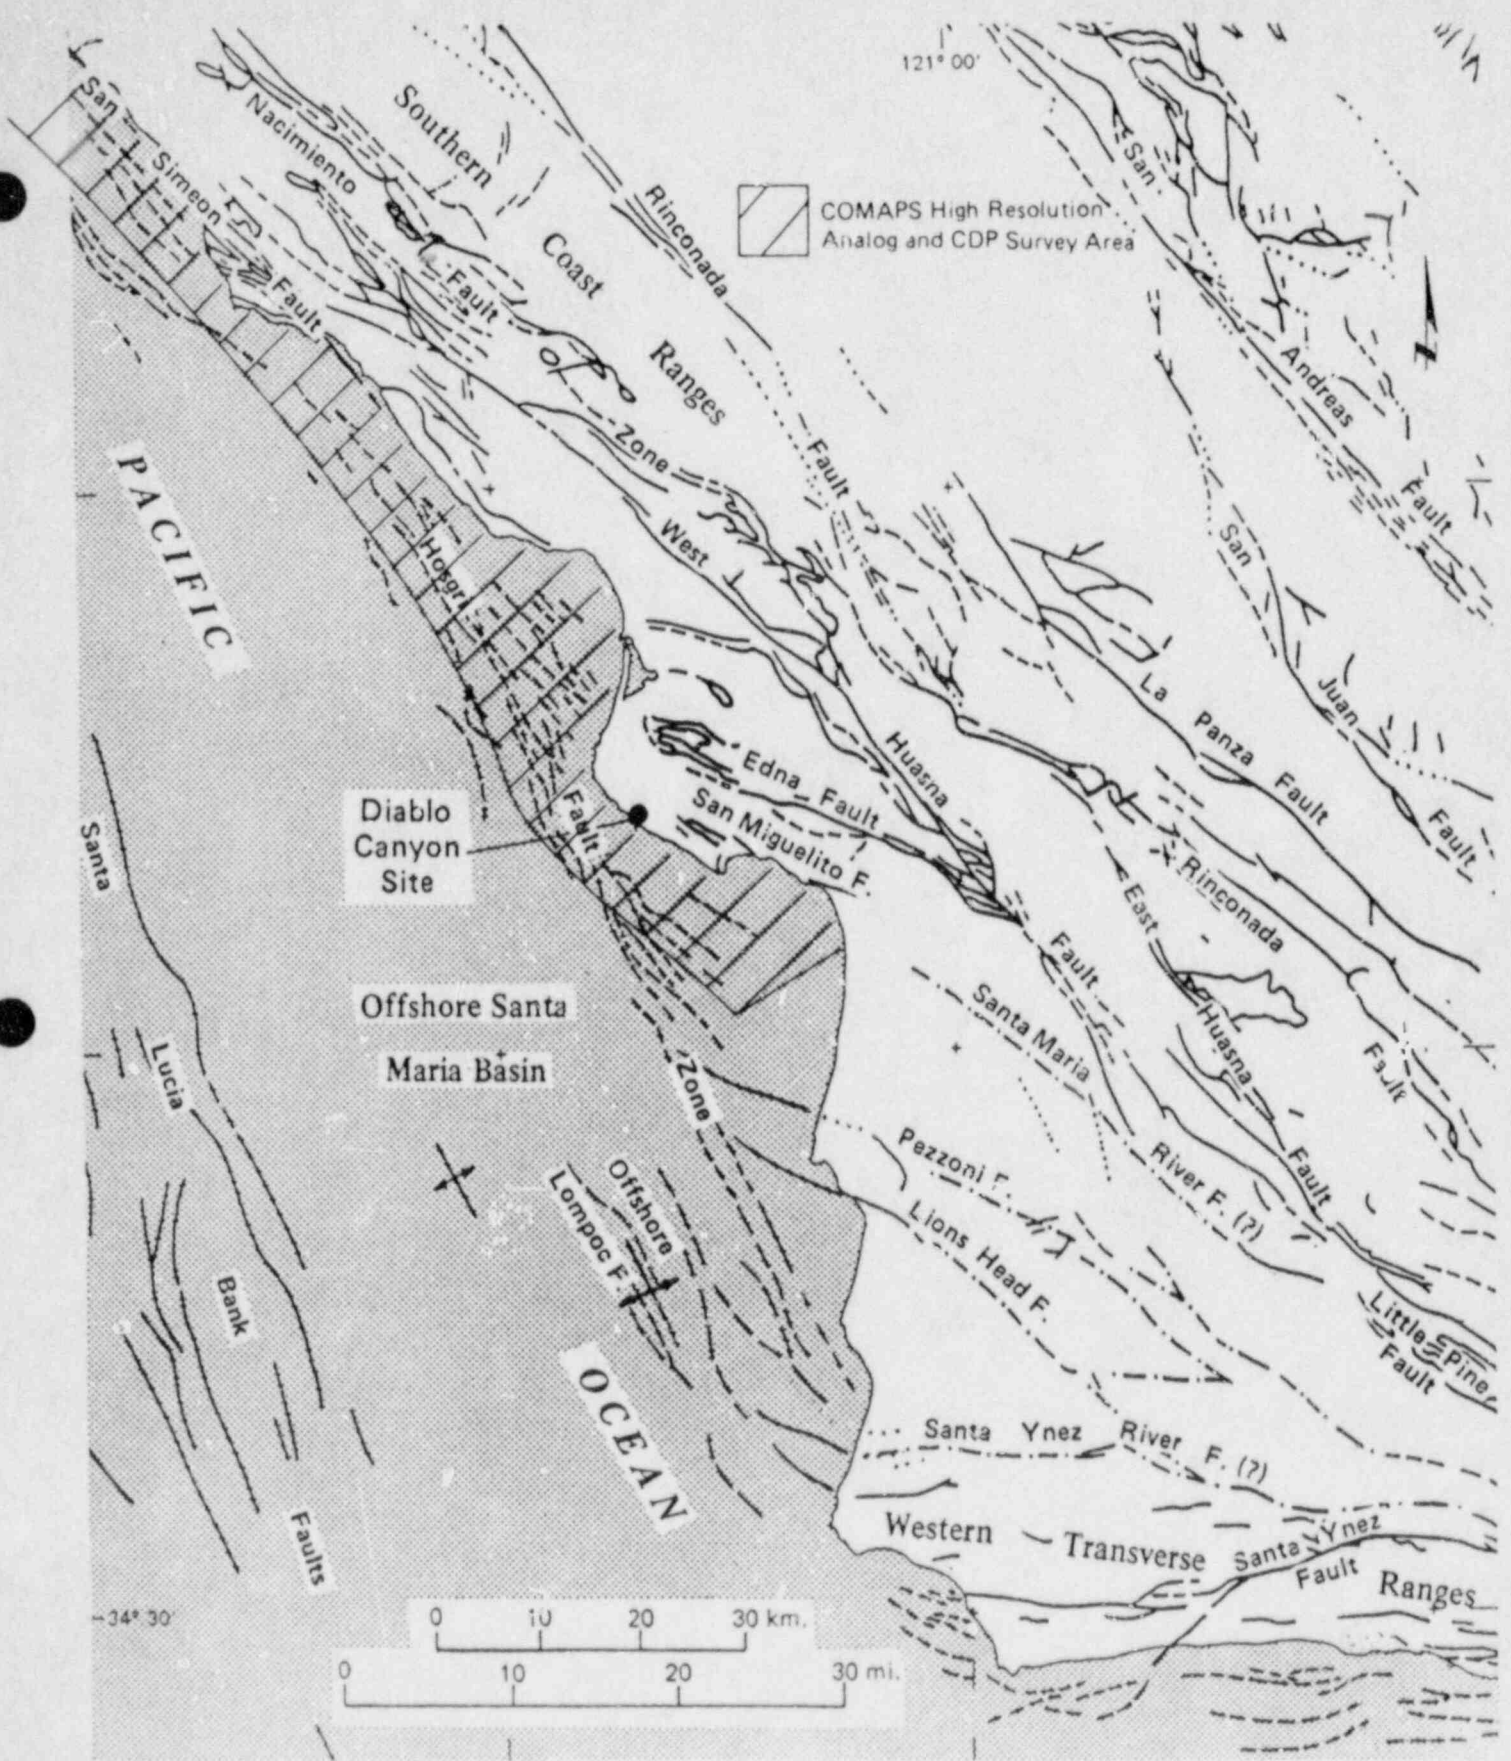 121° 00'
Southern
Coast
Ranges
San
Simeon
Fault
Nacimiento
Fault
Zone
Rinconada
Fault
COMAPS High Resolution
Analog and CDP Survey Area
San
Andreas
Fault
San
Juan
Fault
PACIFIC
Hosgri
Fault
Zone
West
Huasna
Fault
La Panza Fault
Edna Fault
San Miguelito F.
?
Diablo
Canyon
Site
Rinconada
Fault
East
Huasna
Fault
Santa
Lucia
Bank
Faults
Offshore Santa
Maria Basin
Santa Maria
River F. (?)
Pezzoni F.
Lions Head F.
Offshore
Lompoc F.
Little Pine
Fault
OCEAN
Santa Ynez River F. (?)
Western Transverse Ranges
Santa Ynez
Fault
34° 30'
0 10 20 30 km.
0 10 20 30 mi.